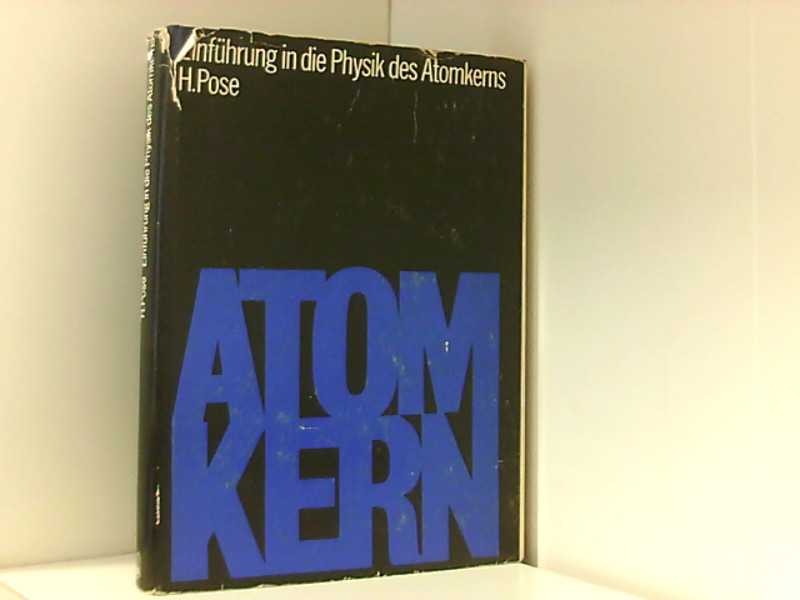 Einführung in die Physik des Atomkerns
H.Pose
ATOM
KERN
H.Pose Einführung in die Physik des Atomkerns